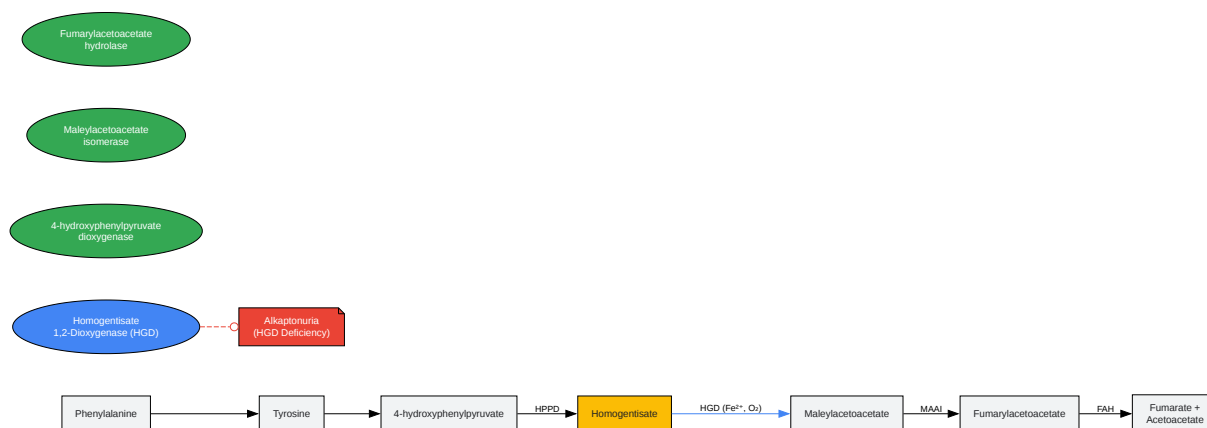 Fumarylacetoacetate
hydrolase
Maleylacetoacetate
isomerase
4-hydroxyphenylpyruvate
dioxygenase
Homogentisate
1,2-Dioxygenase (HGD)
Alkaptonuria
(HGD Deficiency)
Phenylalanine
Tyrosine
4-hydroxyphenylpyruvate
HPPD
Homogentisate
HGD (Fe²⁺, O₂)
Maleylacetoacetate
MAAI
Fumarylacetoacetate
FAH
Fumarate +
Acetoacetate